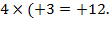 4 × (+3 = +12.